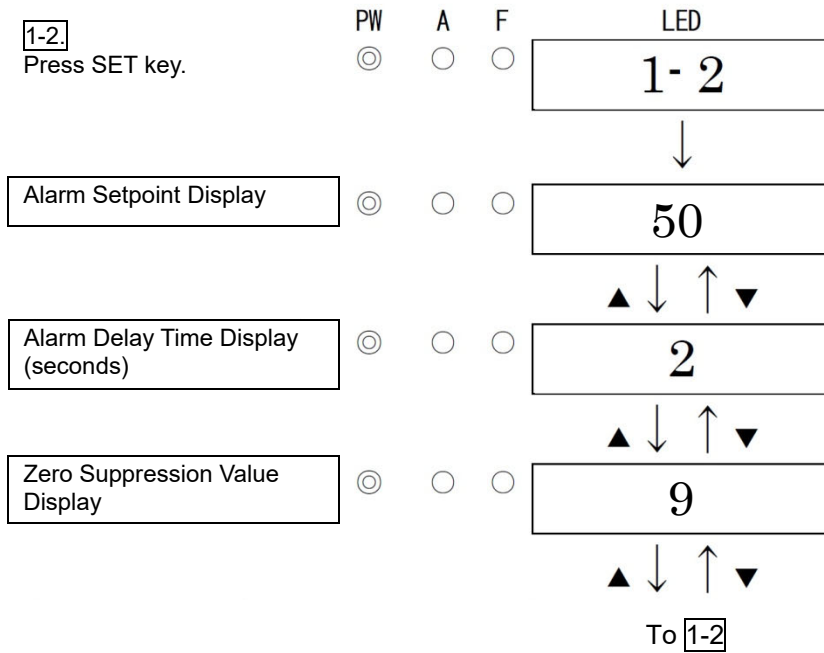 PW A F LED
1-2.
Press SET key.
◎ ○ ○ 1- 2
↓
Alarm Setpoint Display ◎ ○ ○ 50
▲ ↓ ↑ ▼
Alarm Delay Time Display
(seconds) ◎ ○ ○ 2
▲ ↓ ↑ ▼
Zero Suppression Value
Display ◎ ○ ○ 9
▲ ↓ ↑ ▼
To 1-2